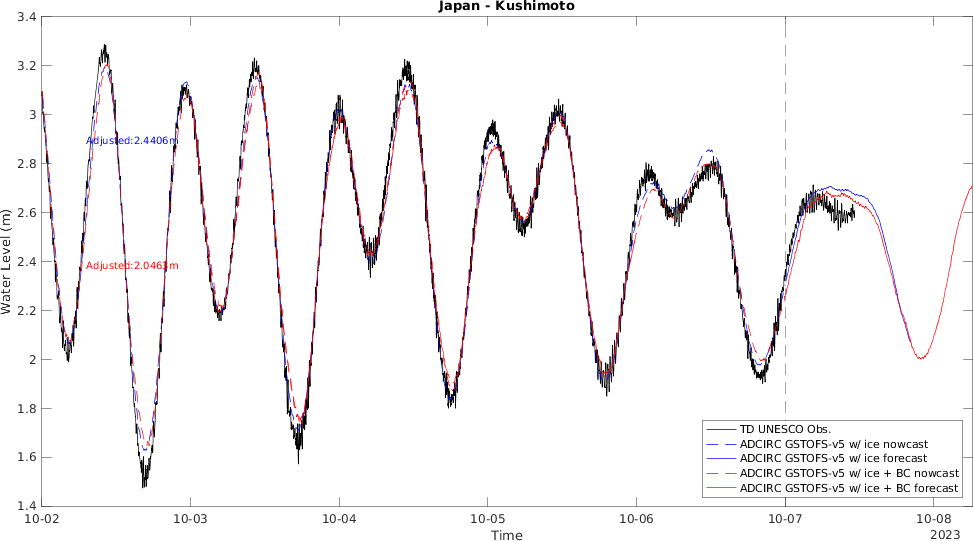 Japan - Kushimoto
3.4
3.2
3
2.8
2.6
2.4
2.2
2
1.8
1.6
1.4
Water Level (m)
Adjusted:2.4406m
Adjusted:2.0461m
TD UNESCO Obs.
ADCIRC GSTOFS-v5 w/ ice nowcast
ADCIRC GSTOFS-v5 w/ ice forecast
ADCIRC GSTOFS-v5 w/ ice + BC nowcast
ADCIRC GSTOFS-v5 w/ ice + BC forecast
10-02 10-03 10-04 10-05 10-06 10-07 10-08
Time 2023